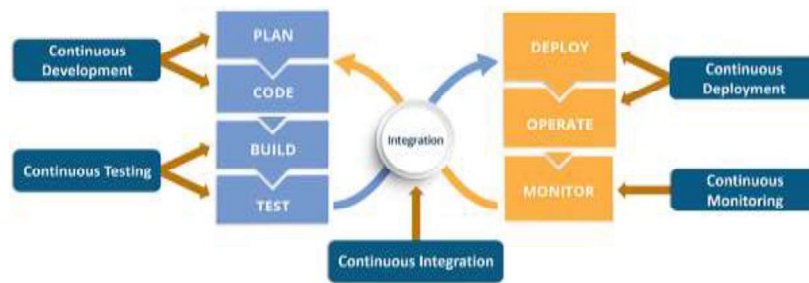 Continuous
Development
Continuous Testing
PLAN
CODE
BUILD
TEST
Integration
Continuous Integration
DEPLOY
OPERATE
MONITOR
Continuous
Deployment
Continuous
Monitoring